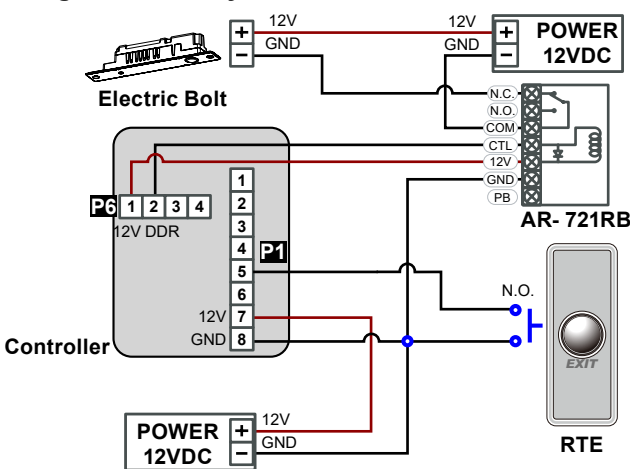 12V 12V
+ + POWER
- GND GND - 12VDC
Electric Bolt
N.C.
N.O.
COM
CTL
12V
GND
PB
AR- 721RB
P6 1 2 3 4
12V DDR
1
2
3
4
5
6
7
8
P1
12V
GND
Controller
N.O.
EXIT
RTE
POWER + 12V
12VDC - GND